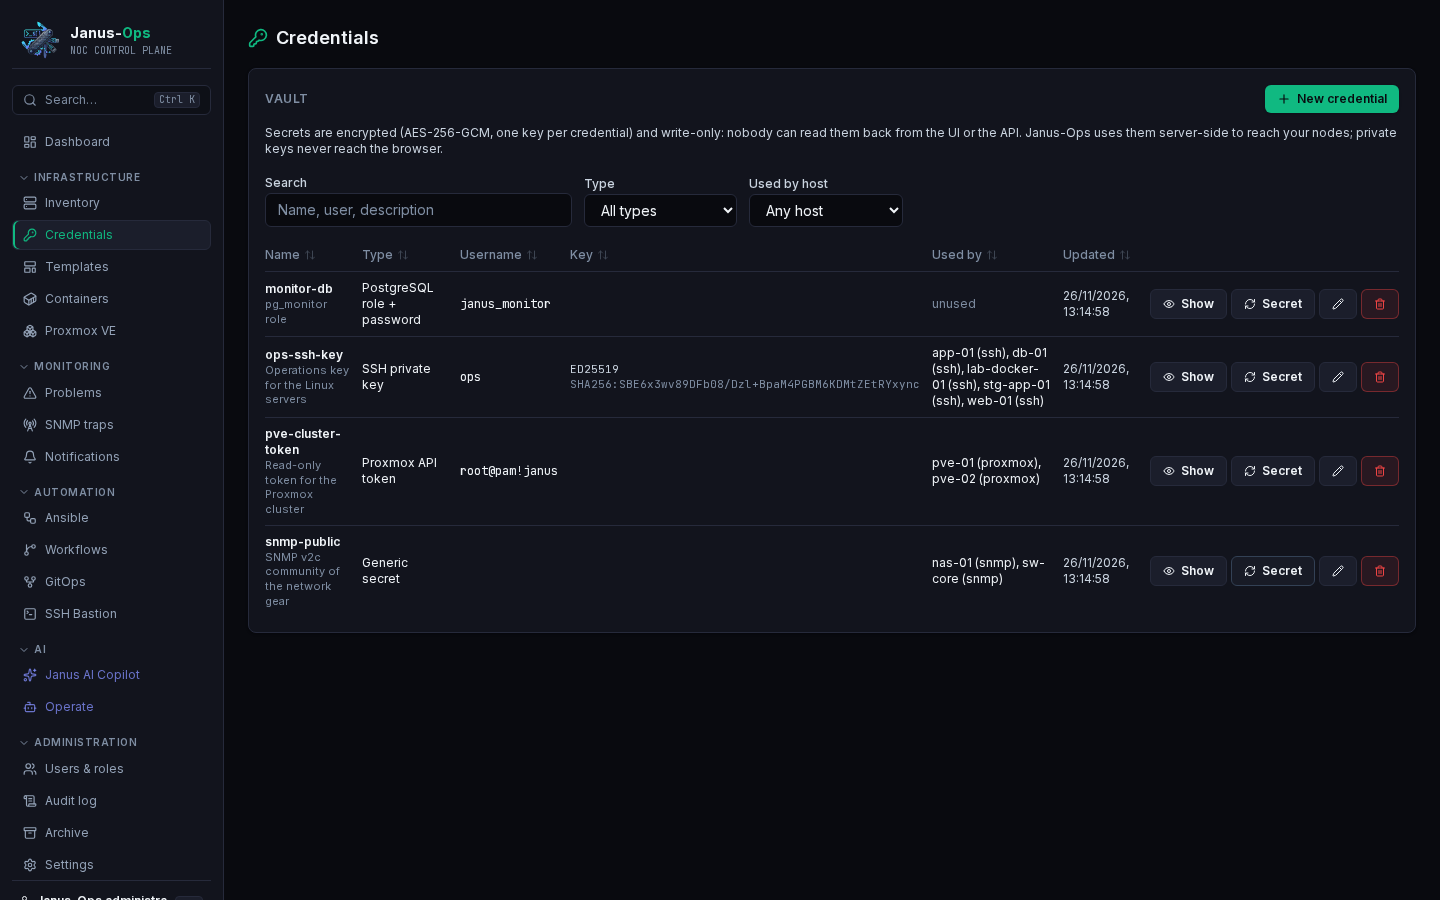 Janus-Ops
NOC CONTROL PLANE
Search…
Ctrl K
Dashboard
INFRASTRUCTURE
Inventory
Credentials
Templates
Containers
Proxmox VE
MONITORING
Problems
SNMP traps
Notifications
AUTOMATION
Ansible
Workflows
GitOps
SSH Bastion
AI
Janus AI Copilot
Operate
ADMINISTRATION
Users & roles
Audit log
Archive
Settings
Janus-Ops administra
Credentials
VAULT
New credential
Secrets are encrypted (AES-256-GCM, one key per credential) and write-only: nobody can read them back from the UI or the API. Janus-Ops uses them server-side to reach your nodes; private
keys never reach the browser.
Search
Type
Used by host
Name, user, description
All types
Any host
Name Type Username Key Used by Updated
monitor-db
pg_monitor
role
PostgreSQL
role +
password
janus_monitor
unused
26/11/2026,
13:14:58
Show
Secret
ops-ssh-key
Operations key
for the Linux
servers
SSH private
key
ops
ED25519
SHA256:SBE6x3wv89DFbO8/Dzl+BpaM4PGBM6KDMtZEtRYxync
app-01 (ssh), db-01
(ssh), lab-docker-
01 (ssh), stg-app-01
(ssh), web-01 (ssh)
26/11/2026,
13:14:58
Show
Secret
pve-cluster-
token
Read-only
token for the
Proxmox
cluster
Proxmox API
token
root@pam!janus
pve-01 (proxmox),
pve-02 (proxmox)
26/11/2026,
13:14:58
Show
Secret
snmp-public
SNMP v2c
community of
the network
gear
Generic
secret
nas-01 (snmp), sw-
core (snmp)
26/11/2026,
13:14:58
Show
Secret